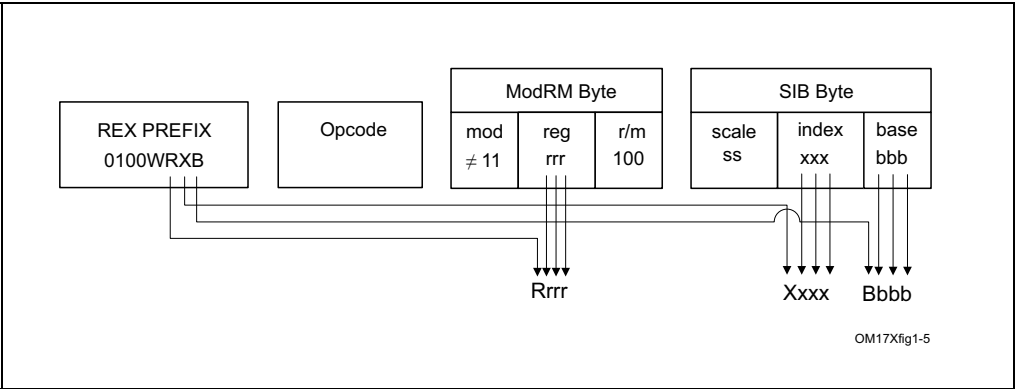 REX PREFIX
0100WRXB
Opcode
ModRM Byte
mod
≠ 11
reg
rrr
r/m
100
SIB Byte
scale
ss
index
xxx
base
bbb
Rrrr
Xxxx
Bbbb
OM17Xfig1-5